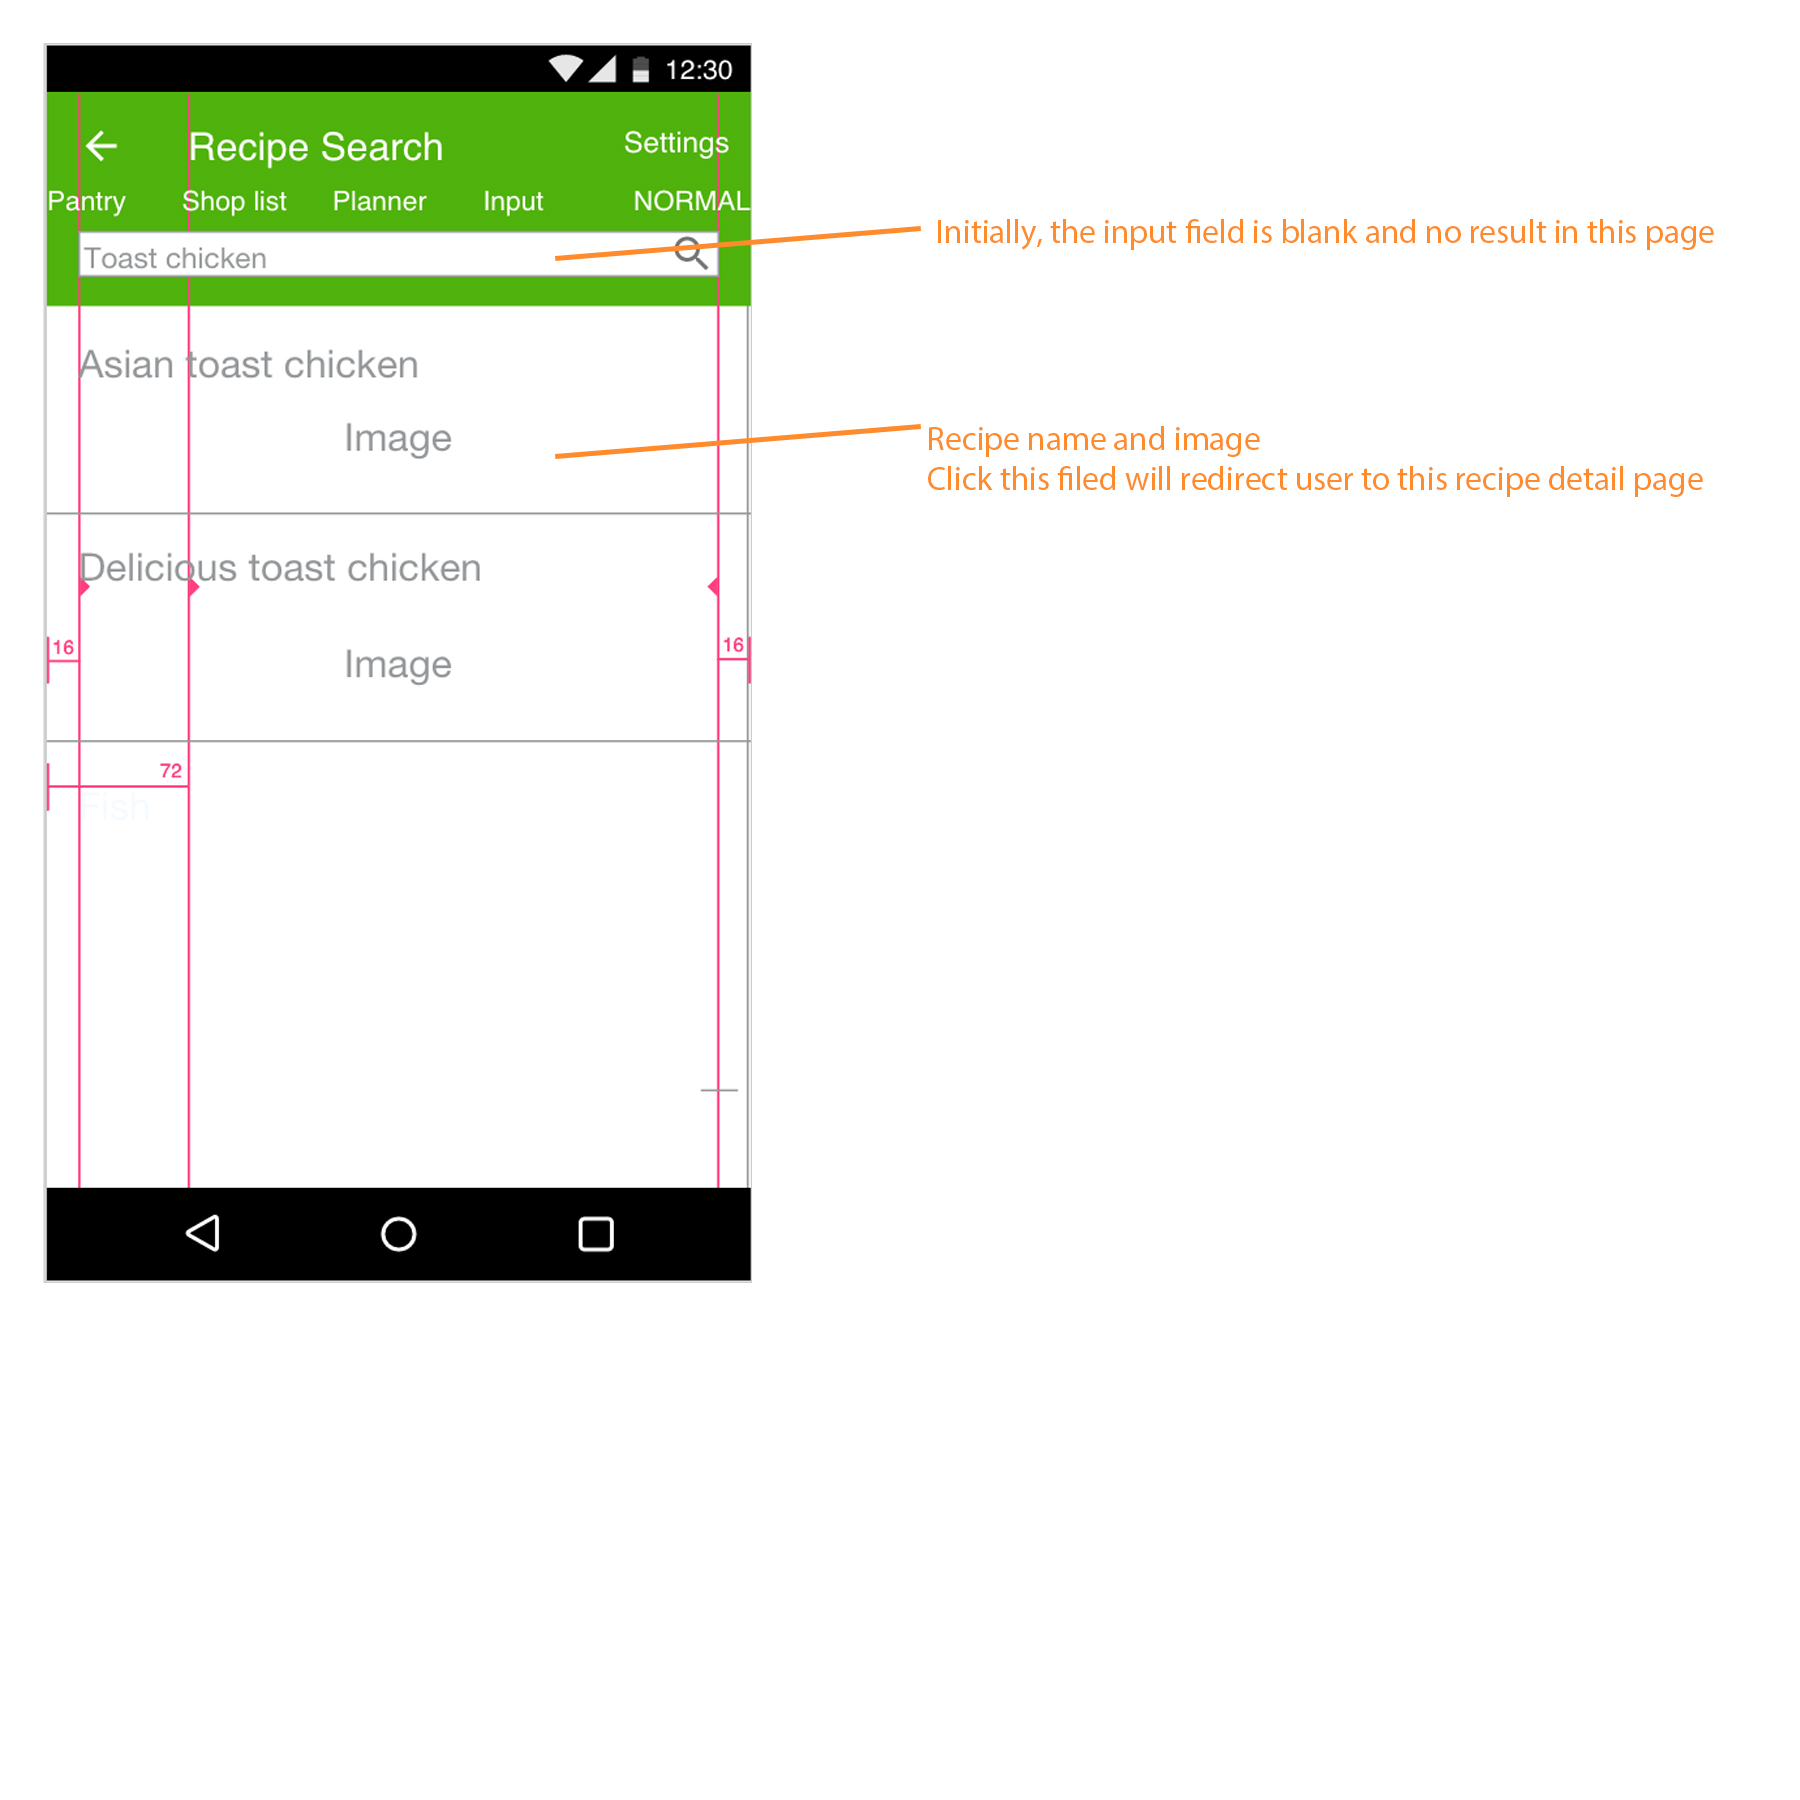 12:30
Recipe Search
Settings
Pantry
Shop list
Planner
Input
NORMAL
Toast chicken
Initially, the input field is blank and no result in this page
Asian toast chicken
Image
Recipe name and image
Click this filed will redirect user to this recipe detail page
Delicious toast chicken
16
16
Image
72
Fish